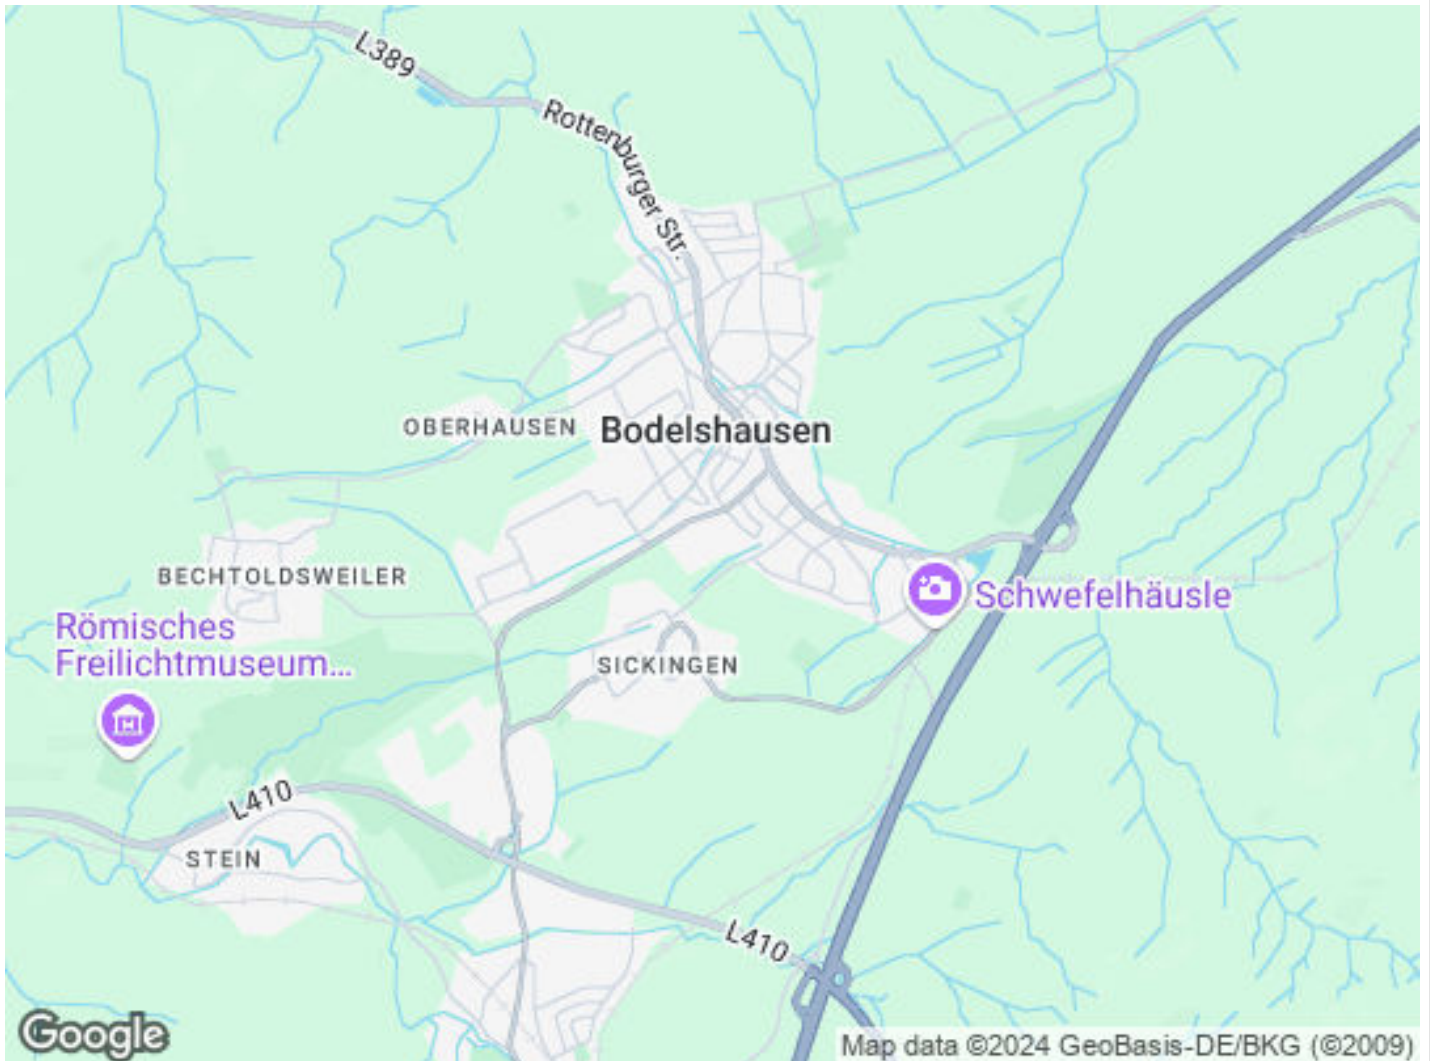 L389
Rottenburger Str.
OBERHAUSEN
Bodelshausen
BECHTOLDSWEILER
Schwefelhäusle
Römisches
Freilichtmuseum...
SICKINGEN
L410
STEIN
L410
Google
Map data ©2024 GeoBasis-DE/BKG (©2009)